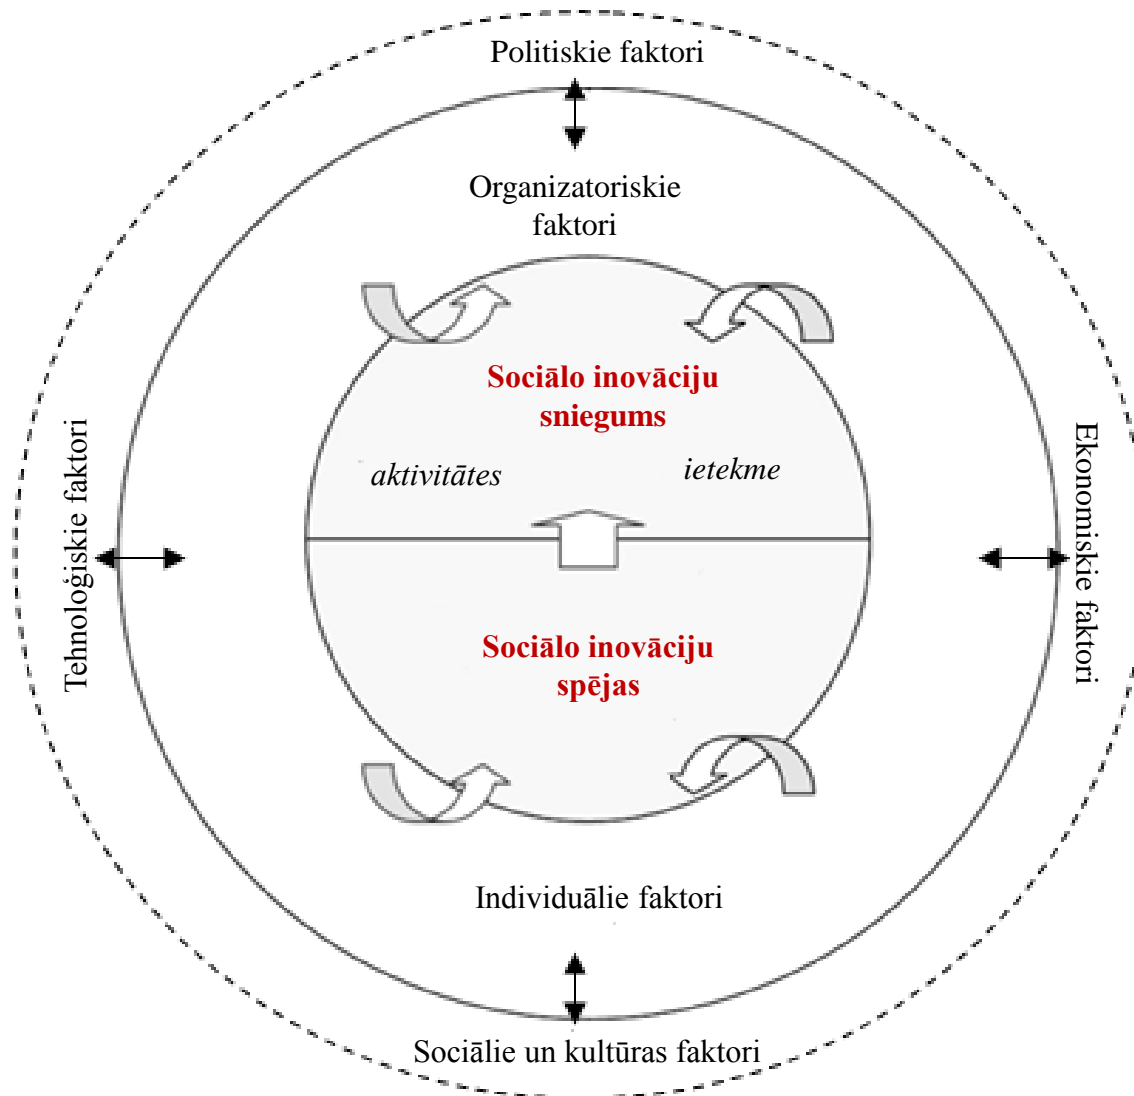 Politiskie faktori
Organizatoriskie
faktori
Sociālo inovāciju
sniegums
aktivitātes
ietekme
Tehnoloģiskie faktori
Ekonomiskie faktori
Sociālo inovāciju
spējas
Individuālie faktori
Sociālie un kultūras faktori